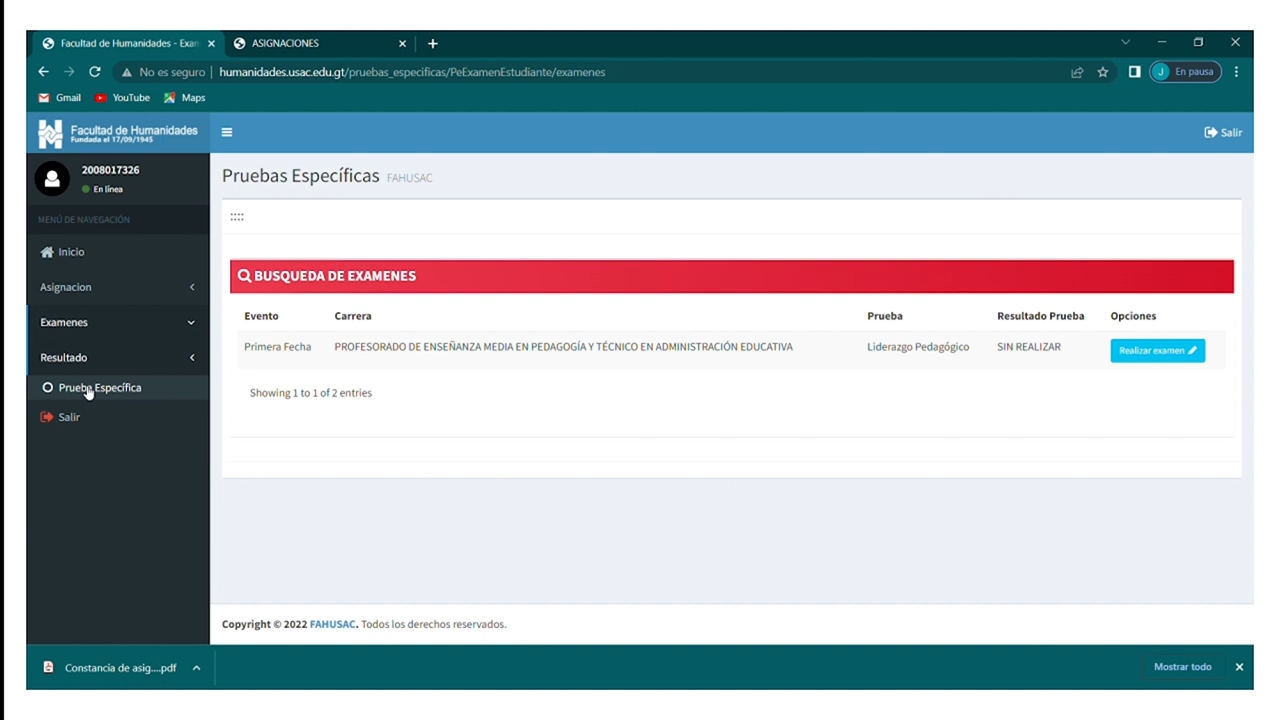 Facultad de Humanidades - Exam
ASIGNACIONES
No es seguro | humanidades.usac.edu.gt/pruebas_especificas/PeExamenEstudiante/examenes
J En pausa
Gmail YouTube Maps
Facultad de Humanidades
Fundada el 17/09/1945
Salir
2008017326
En línea
Pruebas Específicas FAHUSAC
MENÚ DE NAVEGACIÓN
::::
Inicio
Asignacion
BUSQUEDA DE EXAMENES
Examenes
Evento Carrera Prueba Resultado Prueba Opciones
Primera Fecha PROFESORADO DE ENSEÑANZA MEDIA EN PEDAGOGÍA Y TÉCNICO EN ADMINISTRACIÓN EDUCATIVA Liderazgo Pedagógico SIN REALIZAR Realizar examen
Resultado
Prueba Específica
Showing 1 to 1 of 2 entries
Salir
Copyright © 2022 FAHUSAC. Todos los derechos reservados.
Constancia de asig....pdf
Mostrar todo